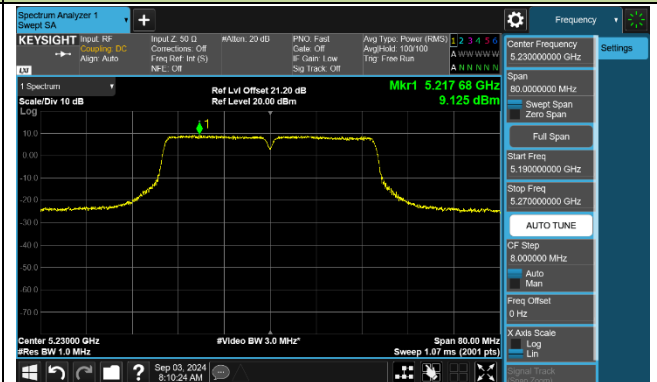 Spectrum Analyzer 1
Swept SA
Frequency
KEYSIGHT
Input: RF
Coupling: DC
Align: Auto
Input Z: 50 Ω
Corrections: Off
Freq Ref: Int (S)
NFE: Off
#Atten: 20 dB
PNO: Fast
Gate: Off
IF Gain: Low
Sig Track: Off
Avg Type: Power (RMS)
Avg|Hold: 100/100
Trig: Free Run
1 2 3 4 5 6
A W W W W W
A N N N N N
LXI
1 Spectrum
Scale/Div 10 dB
Log
Ref Lvl Offset 21.20 dB
Ref Level 20.00 dBm
Mkr1 5.217 68 GHz
9.125 dBm
1
10.0
0.00
-10.0
-20.0
-30.0
-40.0
-50.0
-60.0
-70.0
Center 5.23000 GHz
#Res BW 1.0 MHz
#Video BW 3.0 MHz*
Span 80.00 MHz
Sweep 1.07 ms (2001 pts)
Sep 03, 2024
8:10:24 AM
Center Frequency
5.230000000 GHz
Settings
Span
80.0000000 MHz
Swept Span
Zero Span
Full Span
Start Freq
5.190000000 GHz
Stop Freq
5.270000000 GHz
AUTO TUNE
CF Step
8.000000 MHz
Auto
Man
Freq Offset
0 Hz
X Axis Scale
Log
Lin
Signal Track
(Span Zoom)